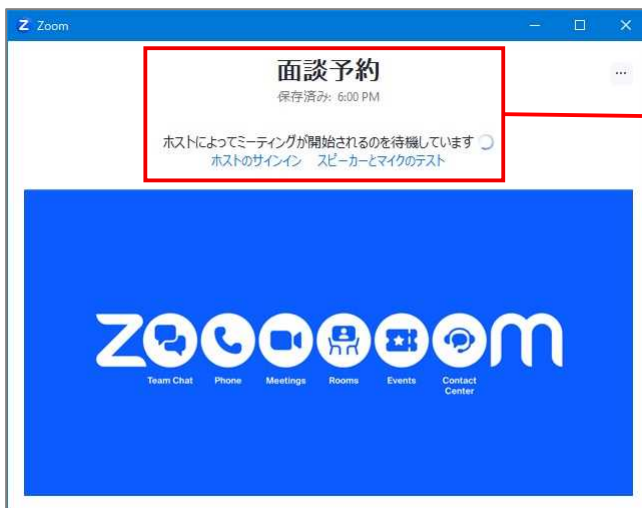 Zoom
面談予約
保存済み: 6:00 PM
ホストによってミーティングが開始されるのを待機しています
ホストのサインイン スピーカーとマイクのテスト
zoom
Team Chat Phone Meetings Rooms Events Contact Center